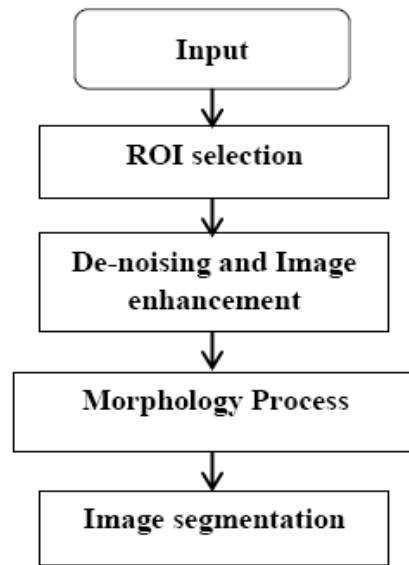 Input
ROI selection
De-noising and Image
enhancement
Morphology Process
Image segmentation